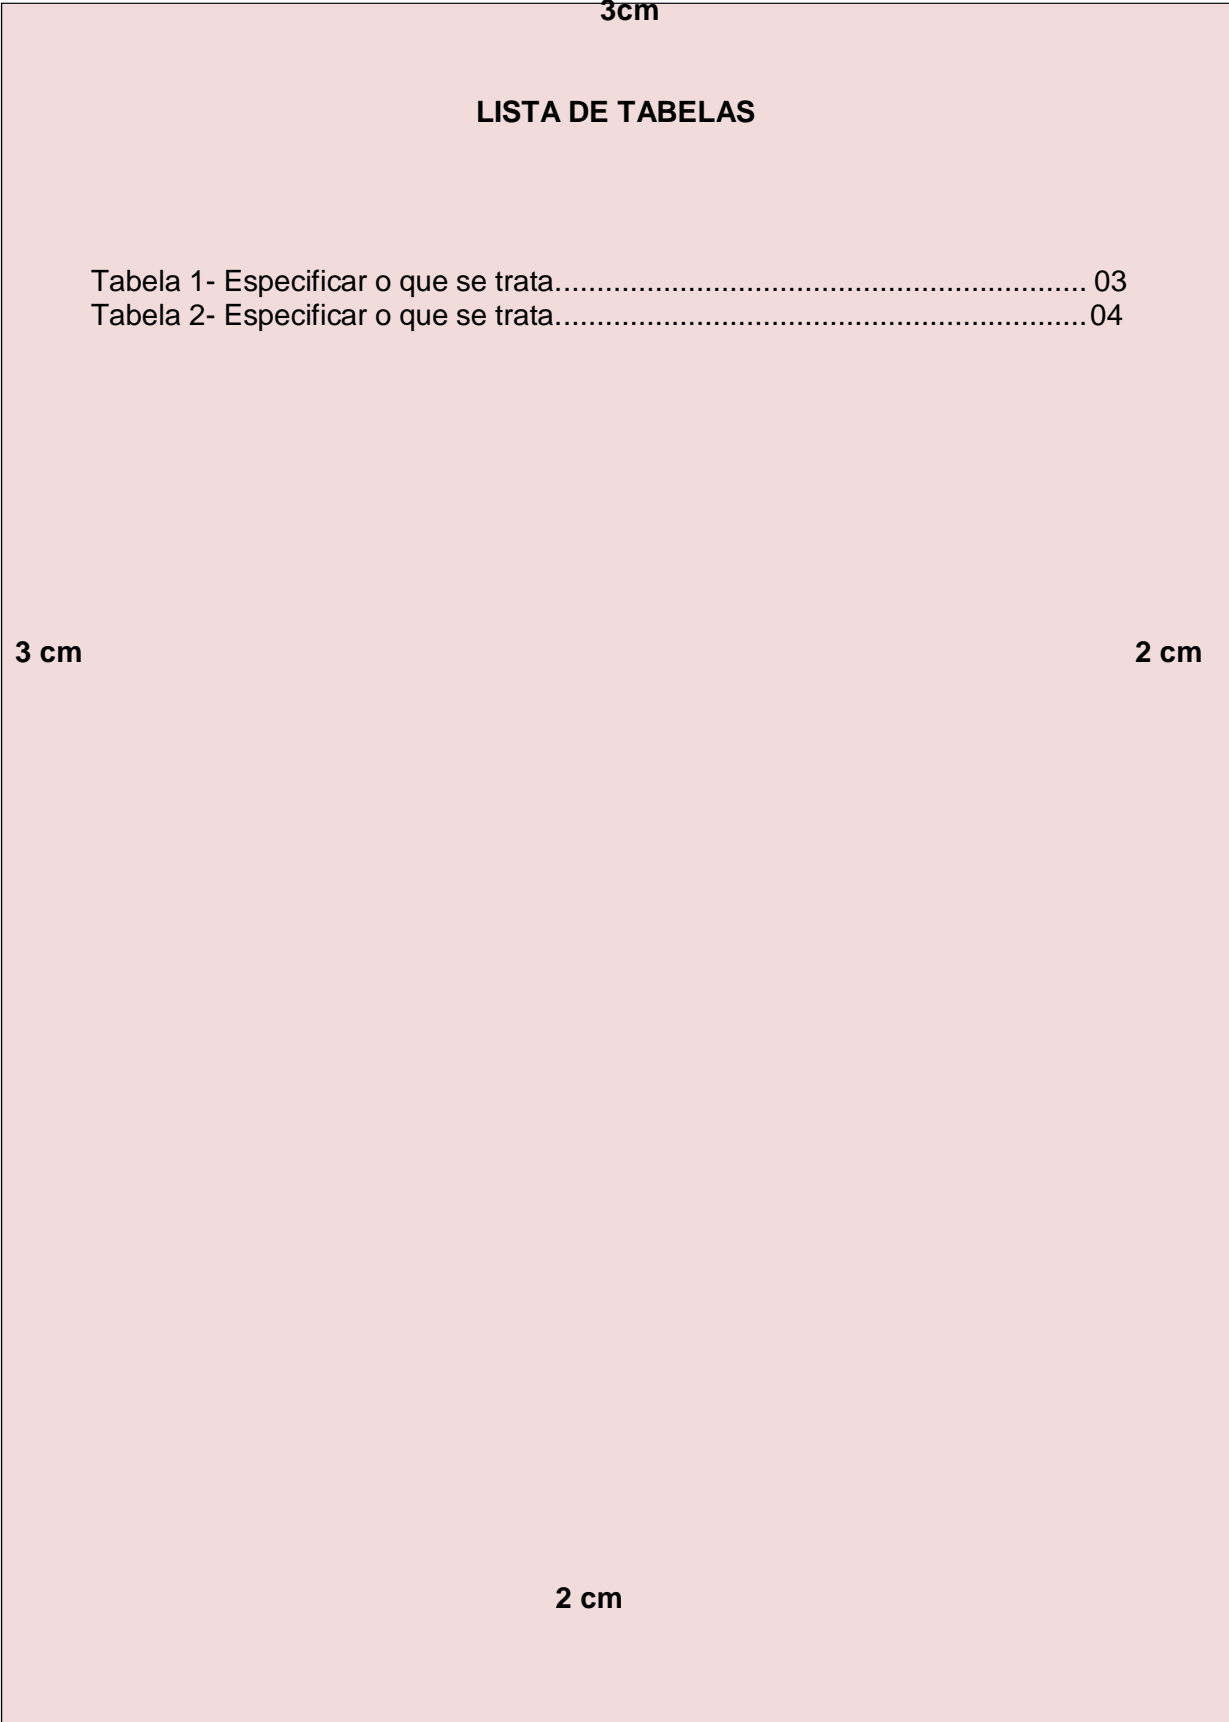 3cm
LISTA DE TABELAS
Tabela 1- Especificar o que se trata................................................................ 03
Tabela 2- Especificar o que se trata................................................................04
3 cm 2 cm
2 cm